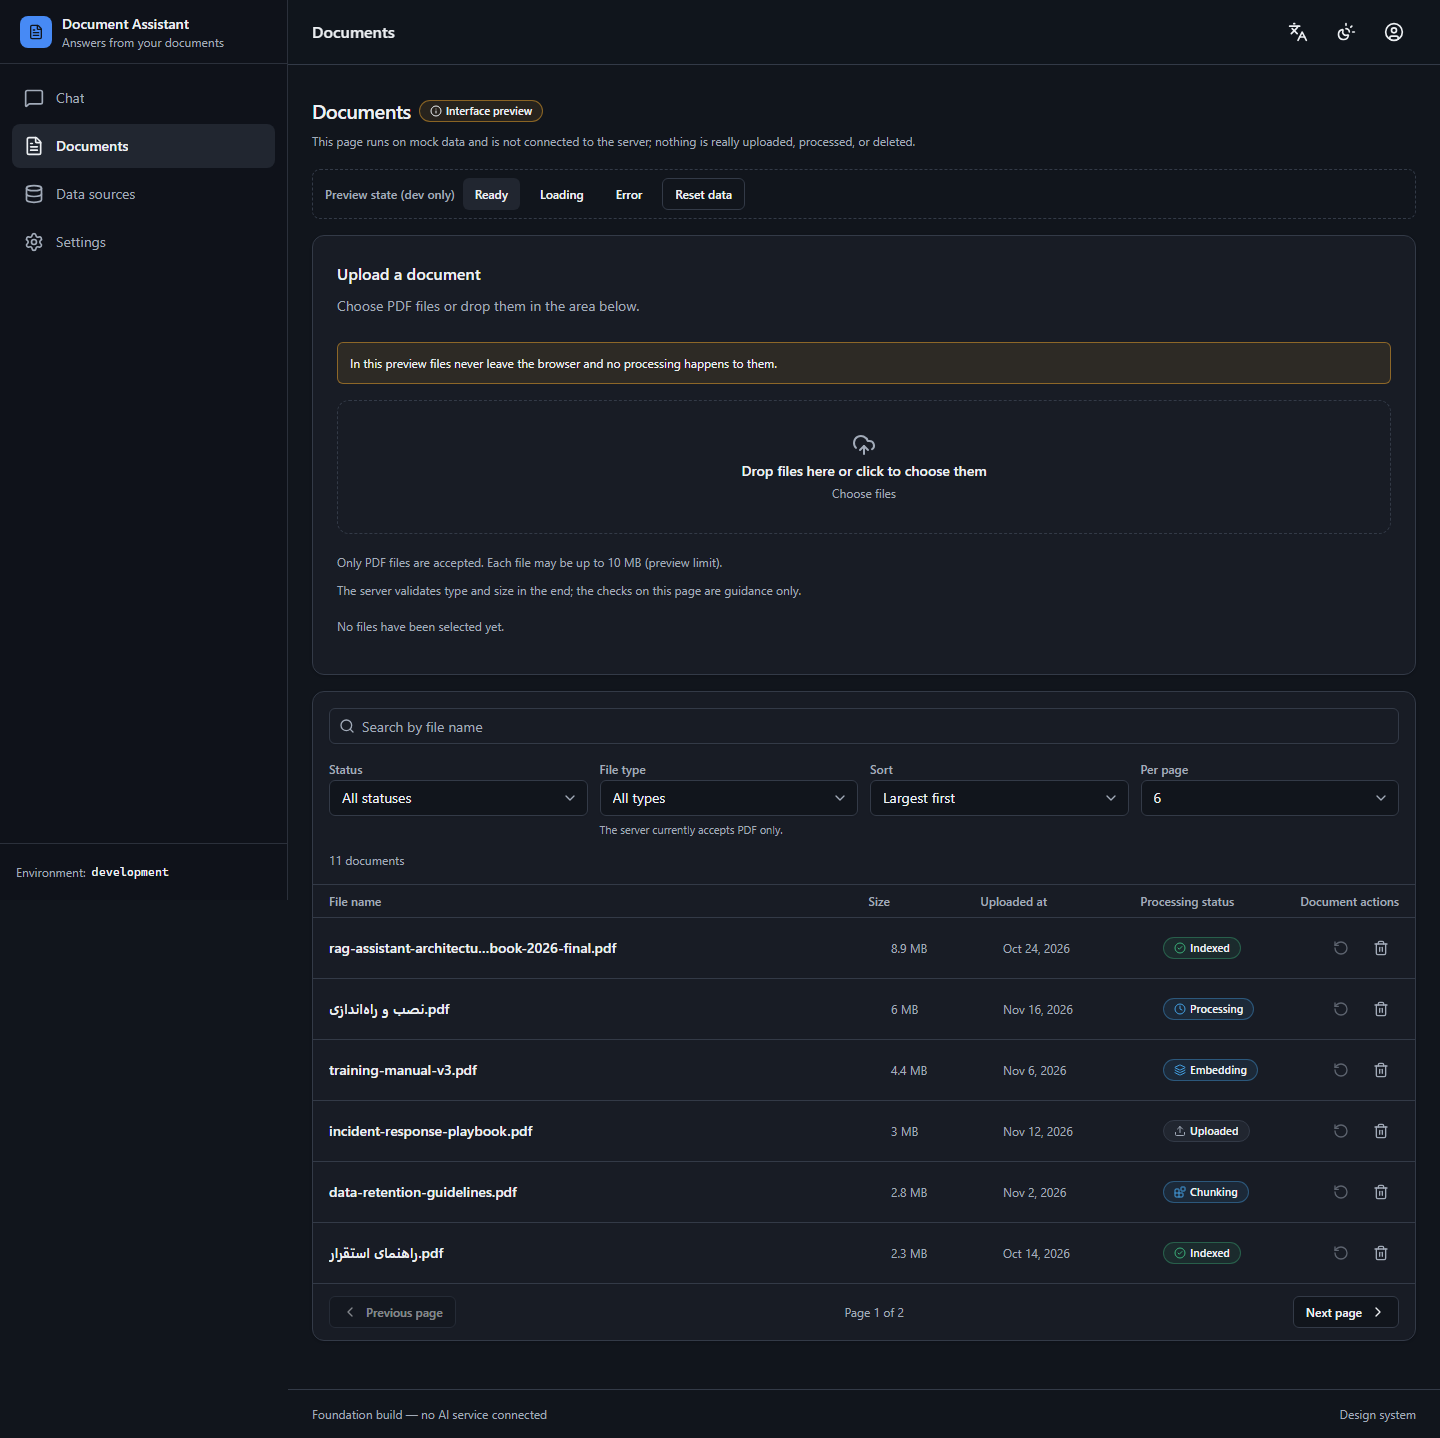 Document Assistant
Answers from your documents
Documents
Chat
Documents
Data sources
Settings
Environment: development
Documents
Interface preview
This page runs on mock data and is not connected to the server; nothing is really uploaded, processed, or deleted.
Preview state (dev only) Ready Loading Error Reset data
Upload a document
Choose PDF files or drop them in the area below.
In this preview files never leave the browser and no processing happens to them.
Drop files here or click to choose them
Choose files
Only PDF files are accepted. Each file may be up to 10 MB (preview limit).
The server validates type and size in the end; the checks on this page are guidance only.
No files have been selected yet.
Search by file name
Status File type Sort Per page
All statuses All types Largest first 6
The server currently accepts PDF only.
11 documents
File name Size Uploaded at Processing status Document actions
rag-assistant-architectu...book-2026-final.pdf 8.9 MB Oct 24, 2026 Indexed
نصب و راه‌اندازی.pdf 6 MB Nov 16, 2026 Processing
training-manual-v3.pdf 4.4 MB Nov 6, 2026 Embedding
incident-response-playbook.pdf 3 MB Nov 12, 2026 Uploaded
data-retention-guidelines.pdf 2.8 MB Nov 2, 2026 Chunking
راهنمای استقرار.pdf 2.3 MB Oct 14, 2026 Indexed
Previous page Page 1 of 2 Next page
Foundation build — no AI service connected Design system